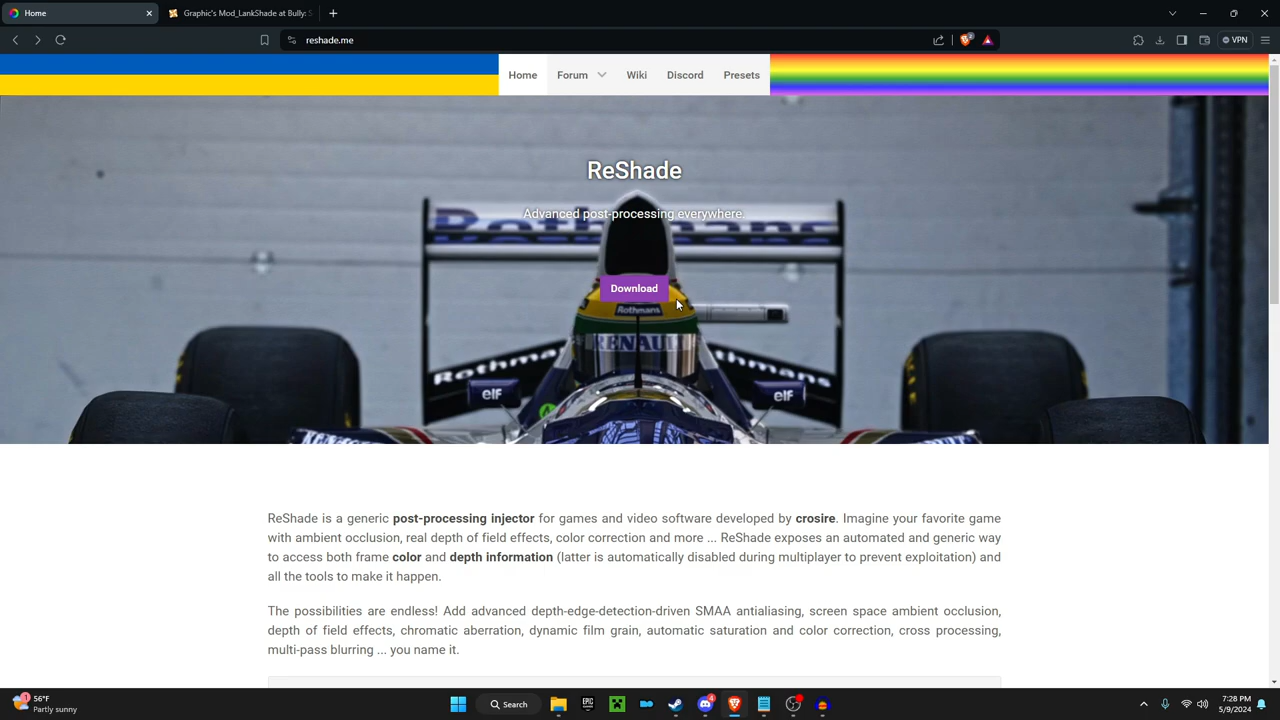 Home
Graphic's Mod_LankShade at Bully: S
reshade.me
2
VPN
Home
Forum
Wiki
Discord
Presets
ReShade
Advanced post-processing everywhere.
Download
Rothmans
Rothmans
RENAULT
Rothmans
thmans
elf
elf
ReShade is a generic post-processing injector for games and video software developed by crosire. Imagine your favorite game
with ambient occlusion, real depth of field effects, color correction and more ... ReShade exposes an automated and generic way
to access both frame color and depth information (latter is automatically disabled during multiplayer to prevent exploitation) and
all the tools to make it happen.
The possibilities are endless! Add advanced depth-edge-detection-driven SMAA antialiasing, screen space ambient occlusion,
depth of field effects, chromatic aberration, dynamic film grain, automatic saturation and color correction, cross processing,
multi-pass blurring ... you name it.
1
56°F
Partly sunny
Search
EPIC
4
7:28 PM
5/9/2024